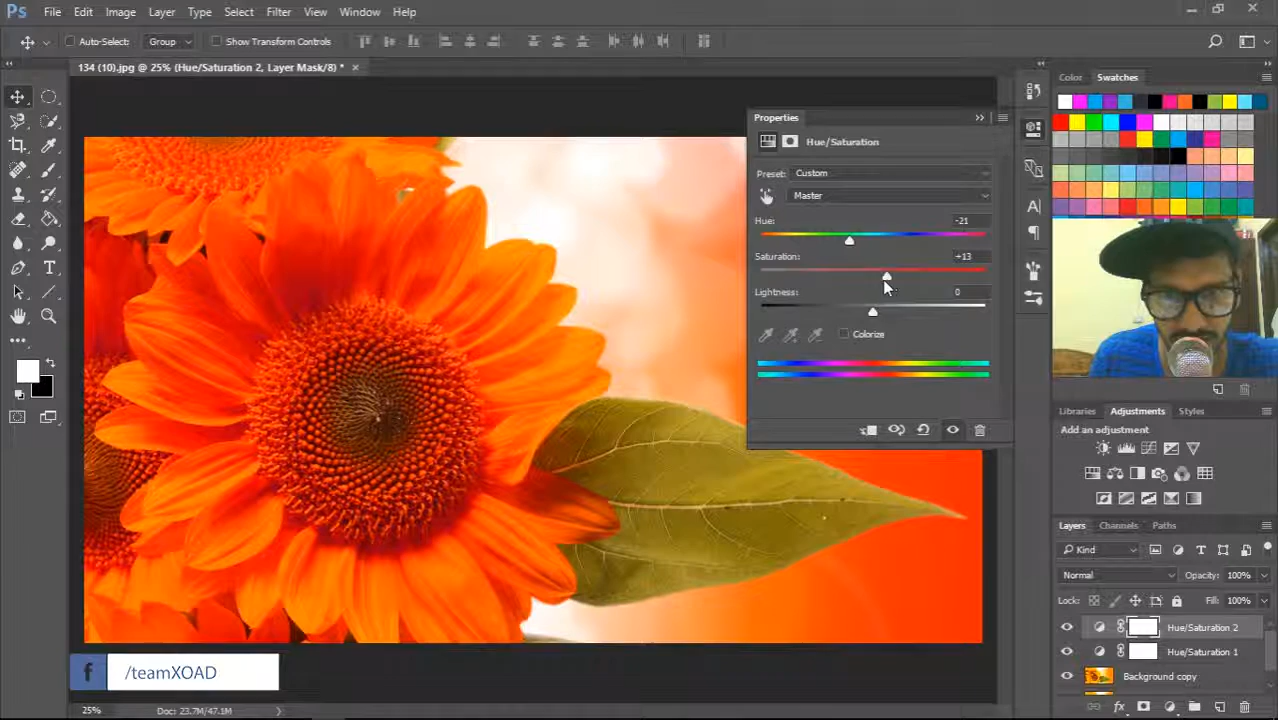 Ps File Edit Image Layer Type Select Filter View Window Help
Auto-Select: Group Show Transform Controls
134 (10).jpg @ 25% (Hue/Saturation 2, Layer Mask/8) *
Color Swatches
Properties
Hue/Saturation
Preset: Custom
Master
Hue: -21
Saturation: +13
Lightness: 0
Colorize
Libraries Adjustments Styles
Add an adjustment
Layers Channels Paths
Kind
Normal Opacity: 100%
Lock: Fill: 100%
Hue/Saturation 2
Hue/Saturation 1
Background copy
f /teamXOAD
25% Doc: 23.7M/47.1M